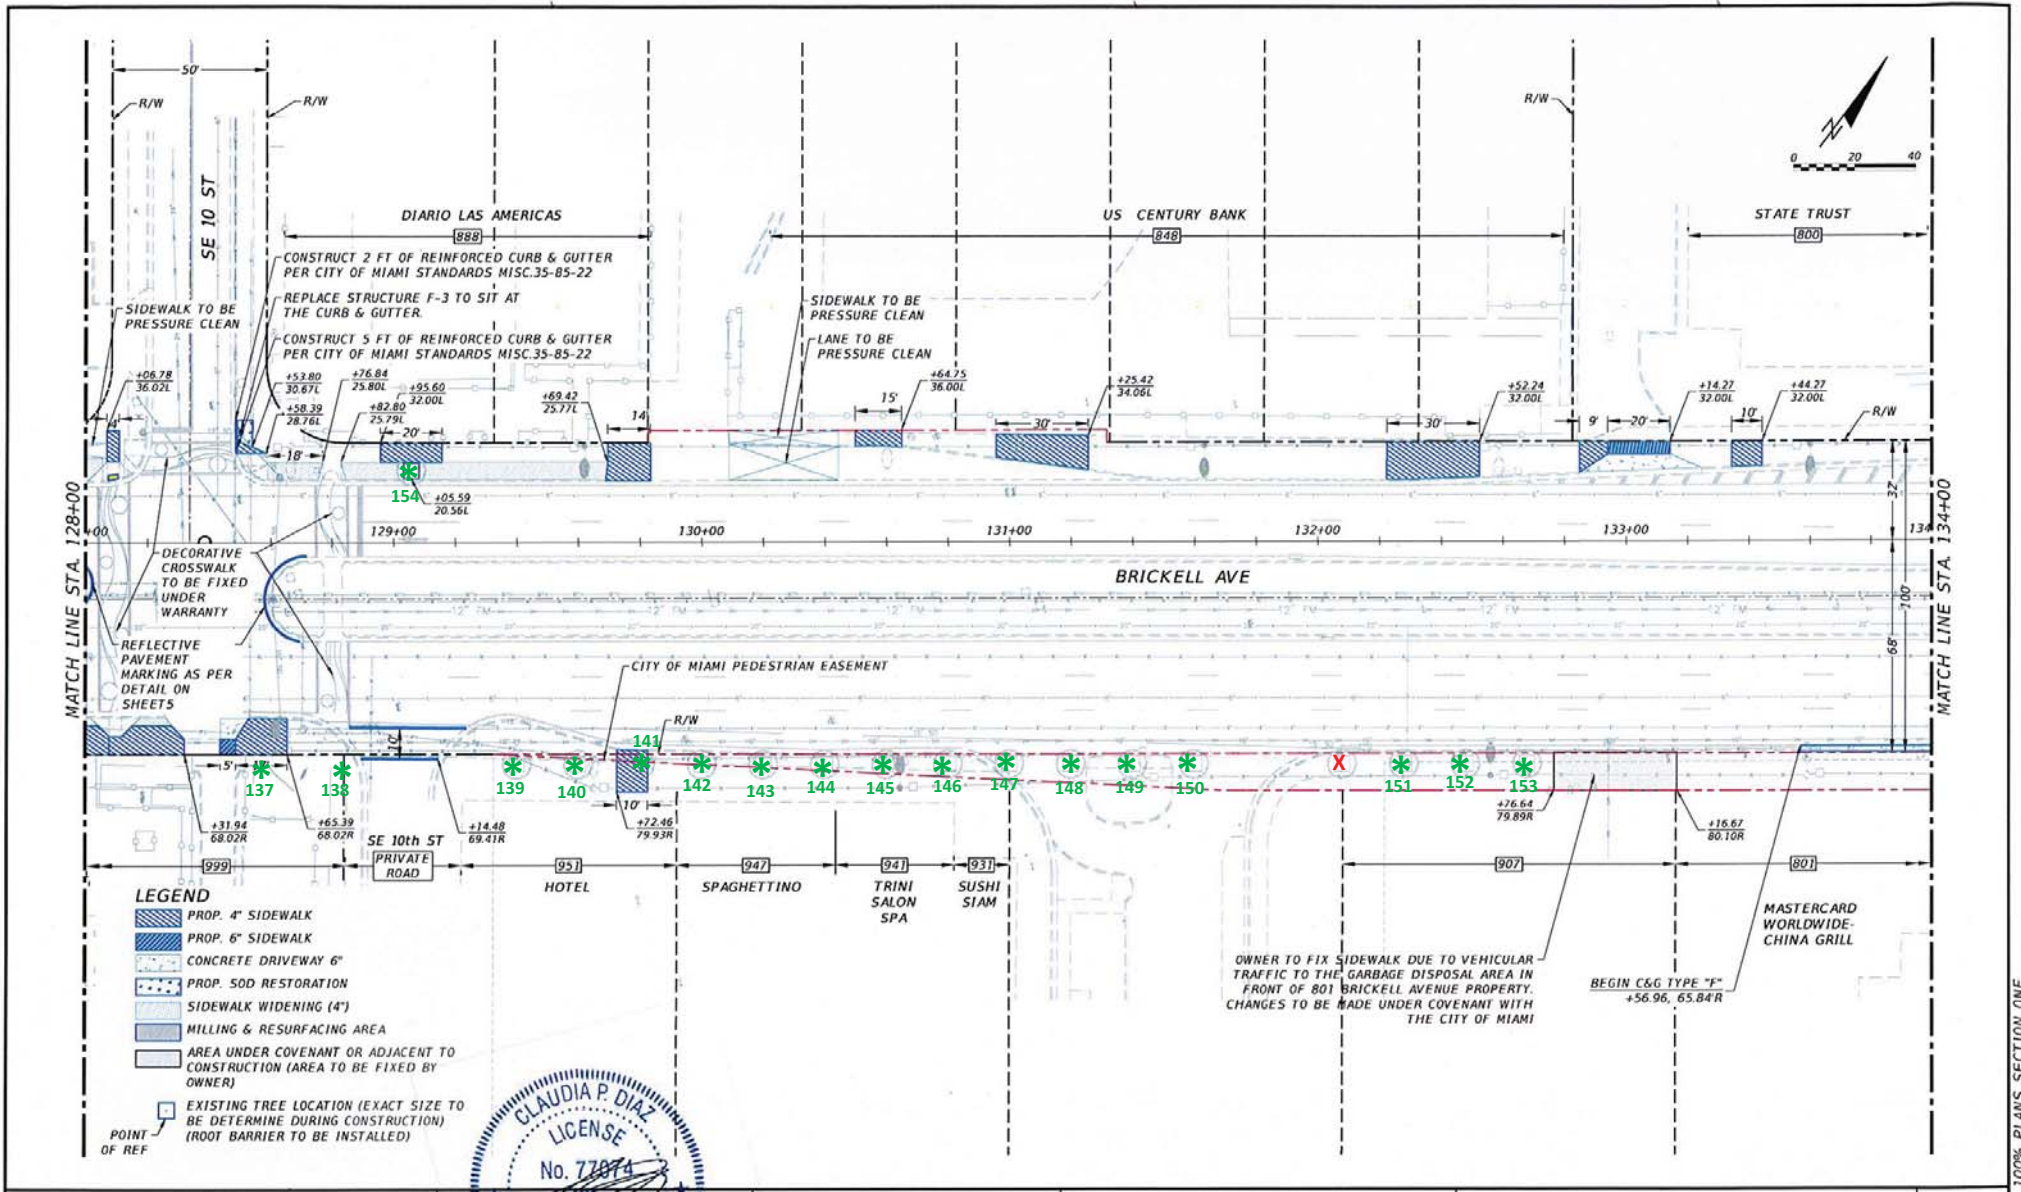 50'
R/W
R/W
R/W
0 20 40
SE 10 ST
DIARIO LAS AMERICAS
888
US CENTURY BANK
848
STATE TRUST
800
CONSTRUCT 2 FT OF REINFORCED CURB & GUTTER
PER CITY OF MIAMI STANDARDS MISC.35-85-22
REPLACE STRUCTURE F-3 TO SIT AT
THE CURB & GUTTER.
CONSTRUCT 5 FT OF REINFORCED CURB & GUTTER
PER CITY OF MIAMI STANDARDS MISC.35-85-22
SIDEWALK TO BE
PRESSURE CLEAN
SIDEWALK TO BE
PRESSURE CLEAN
LANE TO BE
PRESSURE CLEAN
+06.78
36.02L
+53.80
30.67L
+58.39
28.76L
+76.84
25.80L
+82.80
25.79L
+95.60
32.00L
+69.42
25.77L
+64.75
36.00L
+25.42
34.06L
+52.24
32.00L
+14.27
32.00L
+44.27
32.00L
R/W
4'
18'
20'
14
15'
30'
30'
9'
20'
10'
154
+05.59
20.56L
MATCH LINE STA. 128+00
+00
129+00
130+00
131+00
132+00
133+00
134
MATCH LINE STA. 134+00
32'
100'
68'
BRICKELL AVE
12" FM
12" FM
12" FM
12" FM
12" FM
DECORATIVE
CROSSWALK
TO BE FIXED
UNDER
WARRANTY
REFLECTIVE
PAVEMENT
MARKING AS PER
DETAIL ON
SHEET5
CITY OF MIAMI PEDESTRIAN EASEMENT
R/W
5'
10'
137
138
139
140
141
142
143
144
145
146
147
148
149
150
X
151
152
153
10'
+31.94
68.02R
+65.39
68.02R
+14.48
69.41R
+72.46
79.93R
+76.64
79.89R
+16.67
80.10R
999
SE 10th ST
PRIVATE
ROAD
951
HOTEL
947
SPAGHETTINO
941
TRINI
SALON
SPA
931
SUSHI
SIAM
907
801
MASTERCARD
WORLDWIDE-
CHINA GRILL
OWNER TO FIX SIDEWALK DUE TO VEHICULAR
TRAFFIC TO THE GARBAGE DISPOSAL AREA IN
FRONT OF 801 BRICKELL AVENUE PROPERTY.
CHANGES TO BE MADE UNDER COVENANT WITH
THE CITY OF MIAMI
BEGIN C&G TYPE "F"
+56.96, 65.84'R
LEGEND
PROP. 4" SIDEWALK
PROP. 6" SIDEWALK
CONCRETE DRIVEWAY 6"
PROP. SOD RESTORATION
SIDEWALK WIDENING (4")
MILLING & RESURFACING AREA
AREA UNDER COVENANT OR ADJACENT TO
CONSTRUCTION (AREA TO BE FIXED BY
OWNER)
EXISTING TREE LOCATION (EXACT SIZE TO
BE DETERMINE DURING CONSTRUCTION)
(ROOT BARRIER TO BE INSTALLED)
POINT
OF REF
CLAUDIA P. DIAZ
LICENSE
No. 77074
100% PLANS SECTION ONE